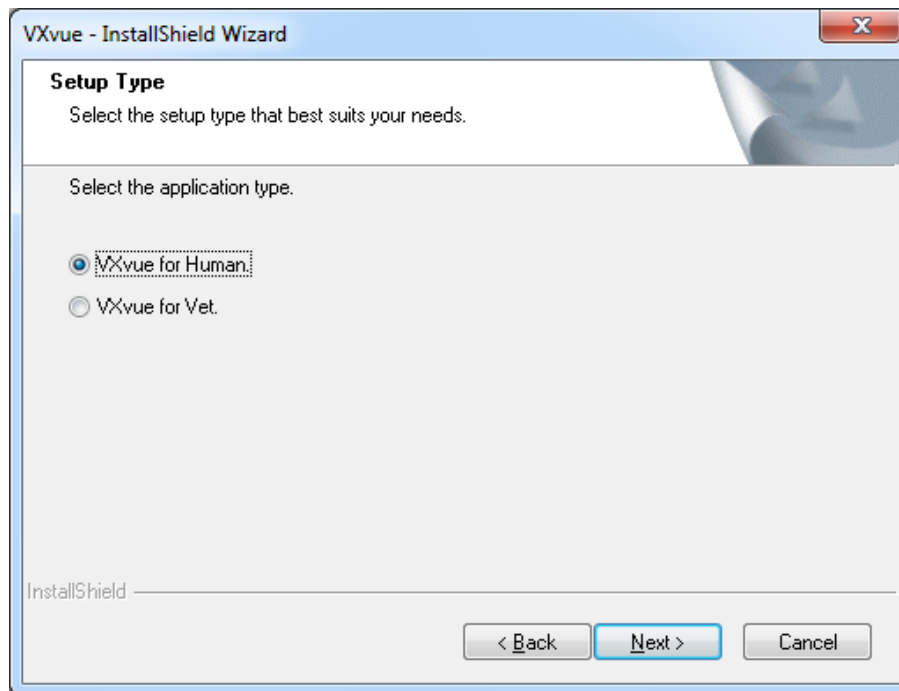 VXvue - InstallShield Wizard
Setup Type
Select the setup type that best suits your needs.
Select the application type.
VXvue for Human.
VXvue for Vet.
InstallShield
< Back Next > Cancel